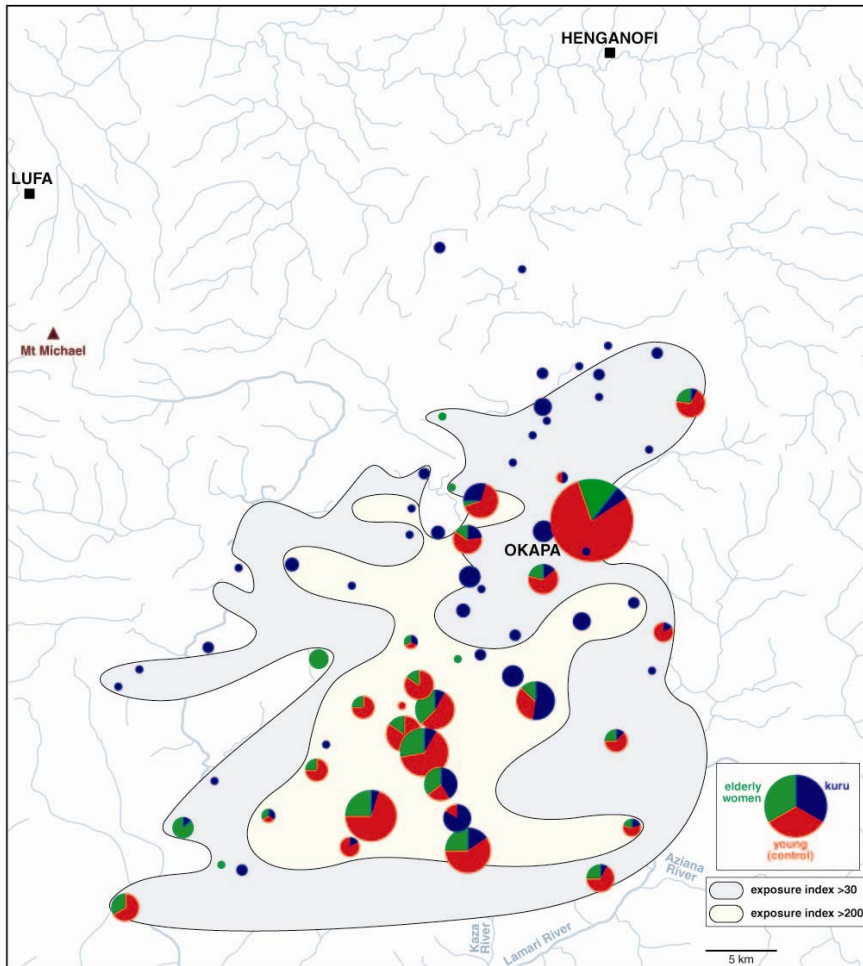 HENGANOFI
LUFA
Mt Michael
OKAPA
elderly
women
kuru
young
(control)
Aziana
River
exposure index >30
exposure index >200
Kaza
River
Lamari River
5 km